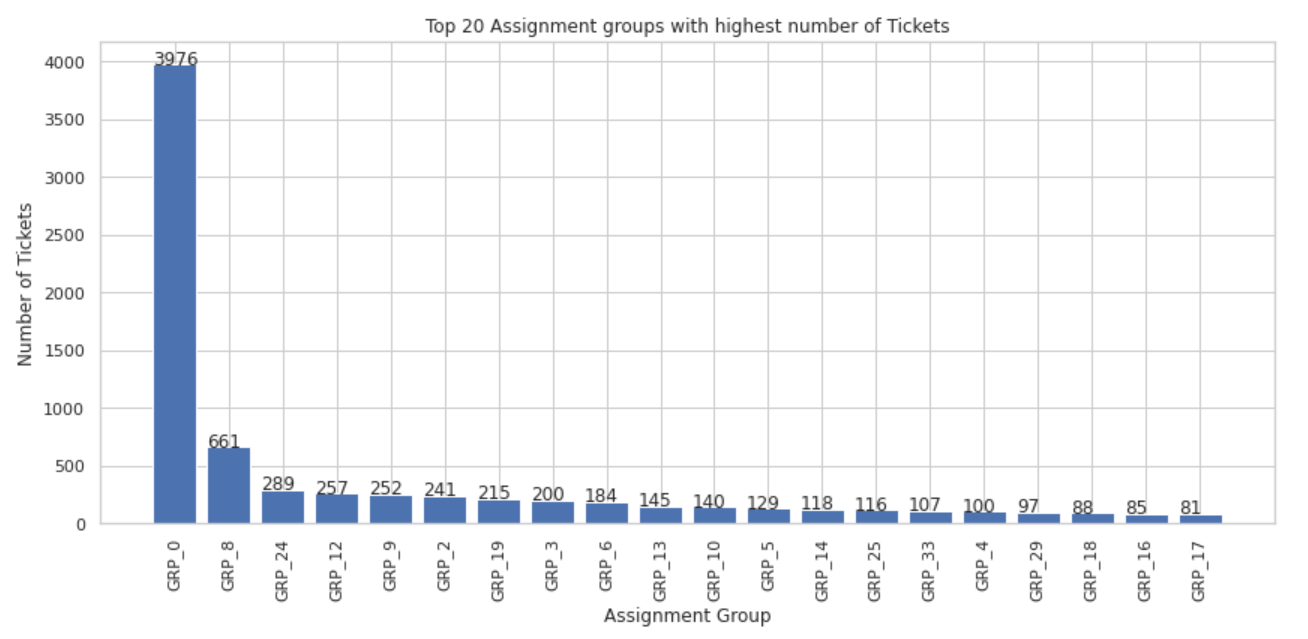 Top 20 Assignment groups with highest number of Tickets
Number of Tickets
4000
3500
3000
2500
2000
1500
1000
500
0
3976
661
289
257
252
241
215
200
184
145
140
129
118
116
107
100
97
88
85
81
GRP_0
GRP_8
GRP_24
GRP_12
GRP_9
GRP_2
GRP_19
GRP_3
GRP_6
GRP_13
GRP_10
GRP_5
GRP_14
GRP_25
GRP_33
GRP_4
GRP_29
GRP_18
GRP_16
GRP_17
Assignment Group